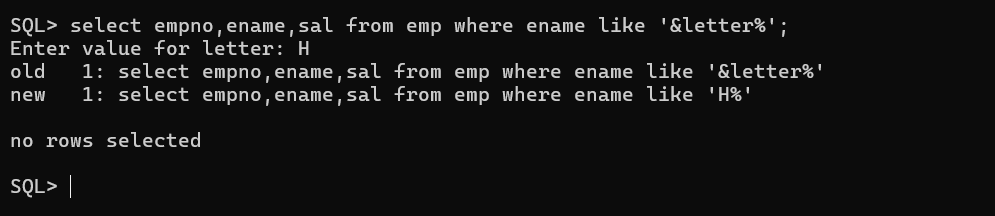 SQL> select empno,ename,sal from emp where ename like '&letter%';
Enter value for letter: H
old   1: select empno,ename,sal from emp where ename like '&letter%'
new   1: select empno,ename,sal from emp where ename like 'H%'
no rows selected
SQL>